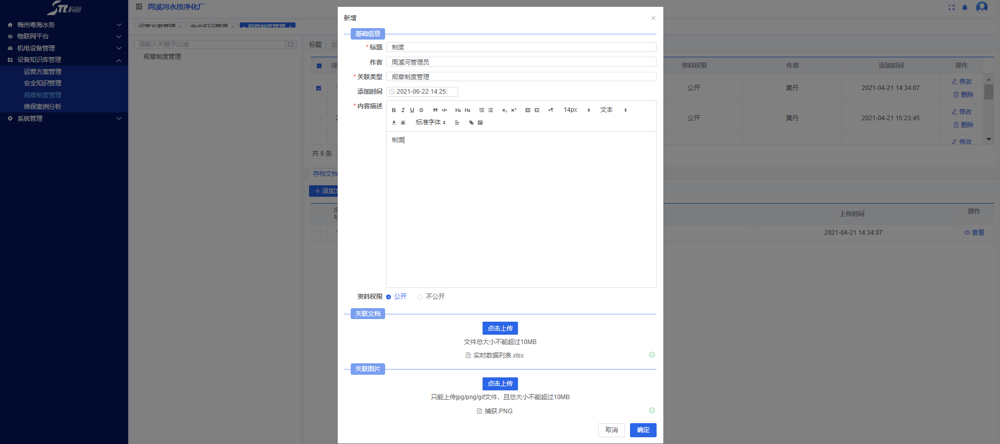 STt科创
梅州粤海水务
物联网平台
机电设备管理
设备知识库管理
运营方案管理
安全知识管理
规章制度管理
维保案例分析
系统管理
周溪河水质净化厂
运营方案管理 ×
安全知识管理 ×
规章制度管理 ×
请输入关键字过滤
规章制度管理
标题 请
序
资料权限 作者 添加时间 操作
公开 黄丹 2021-04-21 14:34:07 修改
删除
公开 黄丹 2021-04-21 15:23:45 修改
删除
修改
共 8 条
存档文档
添加
上传时间 操作
序
号
2021-04-21 14:34:07 查看
新增 ×
基础信息
* 标题 制度
作者 周溪河管理员
* 关联类型 规章制度管理
添加时间 2021-06-22 14:25:
* 内容描述
B I U S ” </> H1 H2 X2 X2 14px 文本
A A 标准字体
制度
资料权限 公开 不公开
关联文档
点击上传
文件总大小不能超过10MB
实时数据列表.xlsx
关联图片
点击上传
只能上传jpg/png/gif文件，且总大小不能超过10MB
捕获.PNG
取消 确定